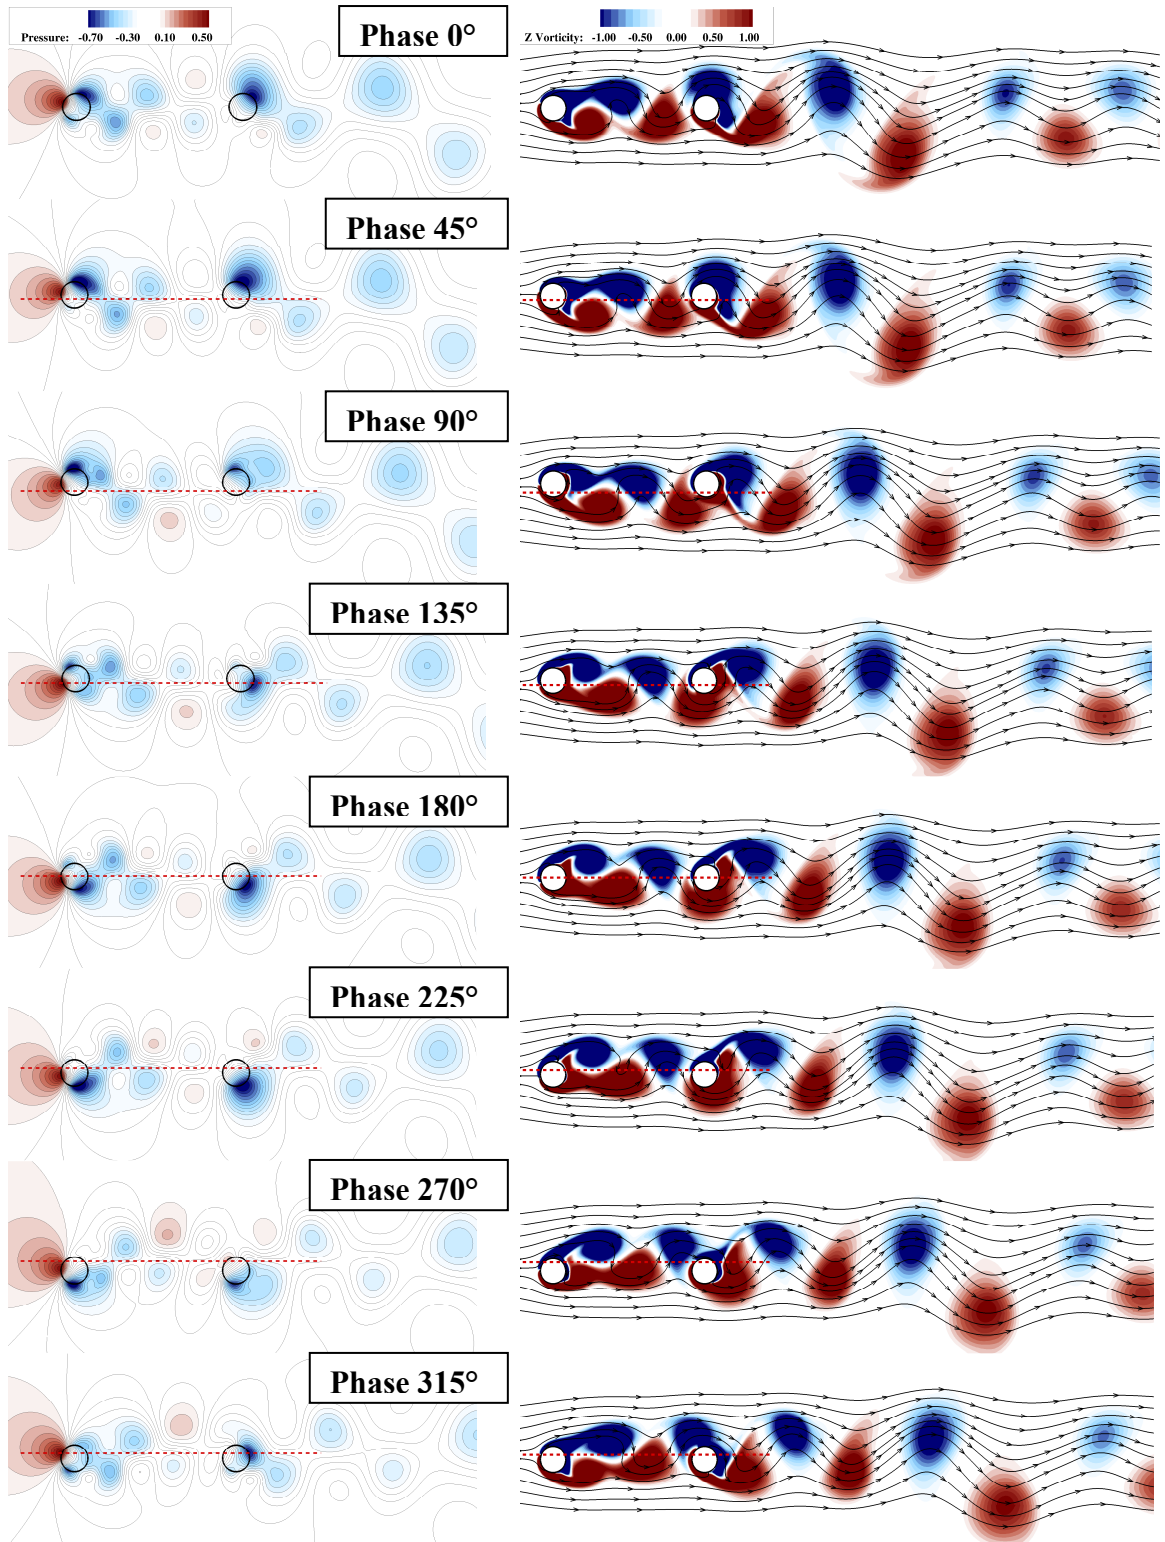 Phase 0°
Pressure: -0.70 -0.30 0.10 0.50
Z Vorticity: -1.00 -0.50 0.00 0.50 1.00
Phase 45°
Phase 90°
Phase 135°
Phase 180°
Phase 225°
Phase 270°
Phase 315°